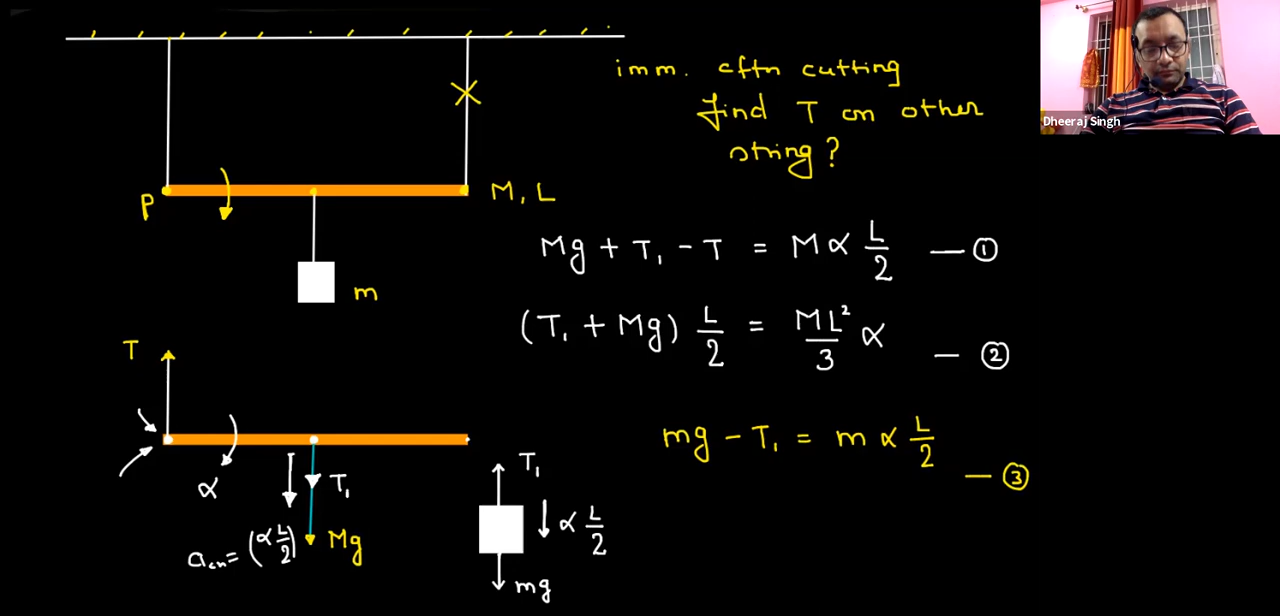 imm. aftn cutting
find T on other
string?
Dheeraj Singh
P
M, L
m
Mg + T₁ - T = Mα L/2 — ①
(T₁ + Mg) L/2 = ML²/3 α — ②
mg - T₁ = mα L/2 — ③
T
α
T₁
a_cm = (α L/2)
Mg
T₁
α L/2
mg